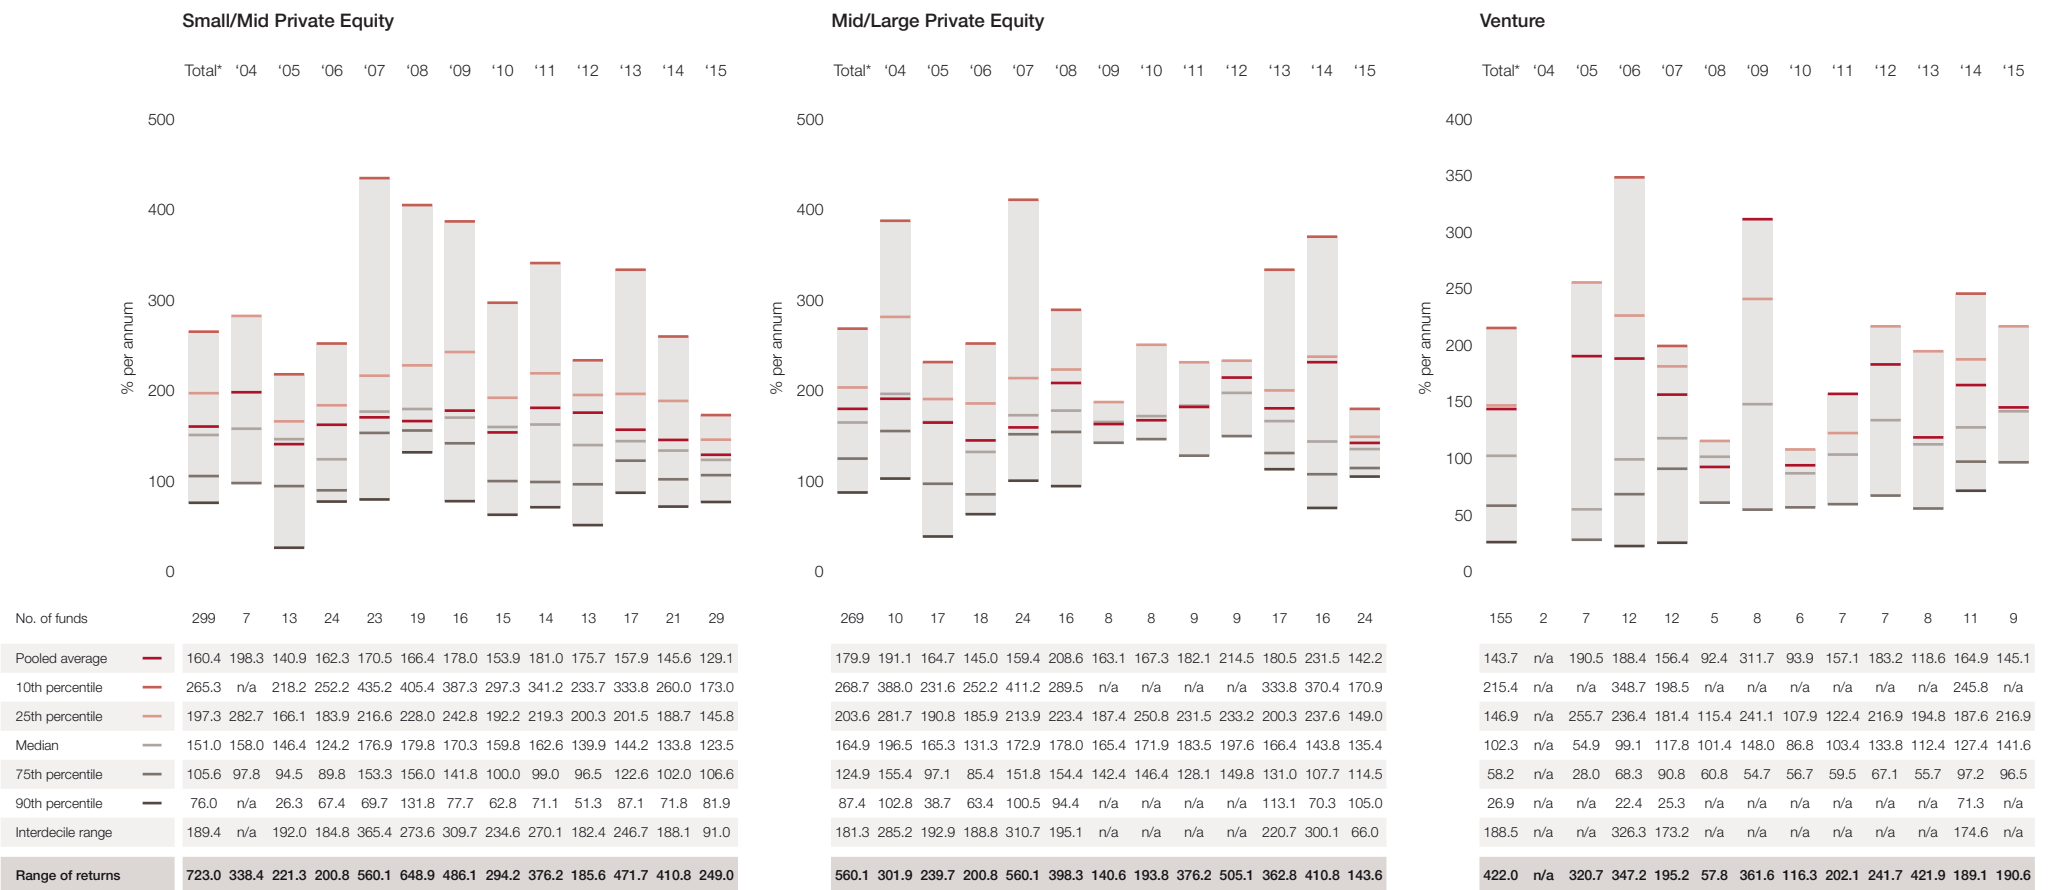 Small/Mid Private Equity Mid/Large Private Equity Venture
Total* ‘04 ‘05 ‘06 ‘07 ‘08 ‘09 ‘10 ‘11 ‘12 ‘13 ‘14 ‘15 Total* ‘04 ‘05 ‘06 ‘07 ‘08 ‘09 ‘10 ‘11 ‘12 ‘13 ‘14 ‘15 Total* ‘04 ‘05 ‘06 ‘07 ‘08 ‘09 ‘10 ‘11 ‘12 ‘13 ‘14 ‘15
500
400
300
200
100
0
% per annum
500
400
300
200
100
0
% per annum
400
350
300
250
200
150
100
50
0
% per annum
No. of funds 299 7 13 24 23 19 16 15 14 13 17 21 29 269 10 17 18 24 16 8 8 9 9 17 16 24 155 2 7 12 12 5 8 6 7 7 8 11 9
Pooled average 160.4 198.3 140.9 162.3 170.5 166.4 178.0 153.9 181.0 175.7 157.9 145.6 129.1 179.9 191.1 164.7 145.0 159.4 208.6 163.1 167.3 182.1 214.5 180.5 231.5 142.2 143.7 n/a 190.5 188.4 156.4 92.4 311.7 93.9 157.1 183.2 118.6 164.9 145.1
10th percentile 265.3 n/a 218.2 252.2 435.2 405.4 387.3 297.3 341.2 233.7 333.8 260.0 173.0 268.7 388.0 231.6 252.2 411.2 289.5 n/a n/a n/a n/a 333.8 370.4 170.9 215.4 n/a n/a 348.7 198.5 n/a n/a n/a n/a n/a n/a 245.8 n/a
25th percentile 197.3 282.7 166.1 183.9 216.6 228.0 242.8 192.2 219.3 200.3 201.5 188.7 145.8 203.6 281.7 190.8 185.9 213.9 223.4 187.4 250.8 231.5 233.2 200.3 237.6 149.0 146.9 n/a 255.7 236.4 181.4 115.4 241.1 107.9 122.4 216.9 194.8 187.6 216.9
Median 151.0 158.0 146.4 124.2 176.9 179.8 170.3 159.8 162.6 139.9 144.2 133.8 123.5 164.9 196.5 165.3 131.3 172.9 178.0 165.4 171.9 183.5 197.6 166.4 143.8 135.4 102.3 n/a 54.9 99.1 117.8 101.4 148.0 86.8 103.4 133.8 112.4 127.4 141.6
75th percentile 105.6 97.8 94.5 89.8 153.3 156.0 141.8 100.0 99.0 96.5 122.6 102.0 106.6 124.9 155.4 97.1 85.4 151.8 154.4 142.4 146.4 128.1 149.8 131.0 107.7 114.5 58.2 n/a 28.0 68.3 90.8 60.8 54.7 56.7 59.5 67.1 55.7 97.2 96.5
90th percentile 76.0 n/a 26.3 67.4 69.7 131.8 77.7 62.8 71.1 51.3 87.1 71.8 81.9 87.4 102.8 38.7 63.4 100.5 94.4 n/a n/a n/a n/a 113.1 70.3 105.0 26.9 n/a n/a 22.4 25.3 n/a n/a n/a n/a n/a n/a 71.3 n/a
Interdecile range 189.4 n/a 192.0 184.8 365.4 273.6 309.7 234.6 270.1 182.4 246.7 188.1 91.0 181.3 285.2 192.9 188.8 310.7 195.1 n/a n/a n/a n/a 220.7 300.1 66.0 188.5 n/a n/a 326.3 173.2 n/a n/a n/a n/a n/a n/a 174.6 n/a
Range of returns 723.0 338.4 221.3 200.8 560.1 648.9 486.1 294.2 376.2 185.6 471.7 410.8 249.0 560.1 301.9 239.7 200.8 560.1 398.3 140.6 193.8 376.2 505.1 362.8 410.8 143.6 422.0 n/a 320.7 347.2 195.2 57.8 361.6 116.3 202.1 241.7 421.9 189.1 190.6